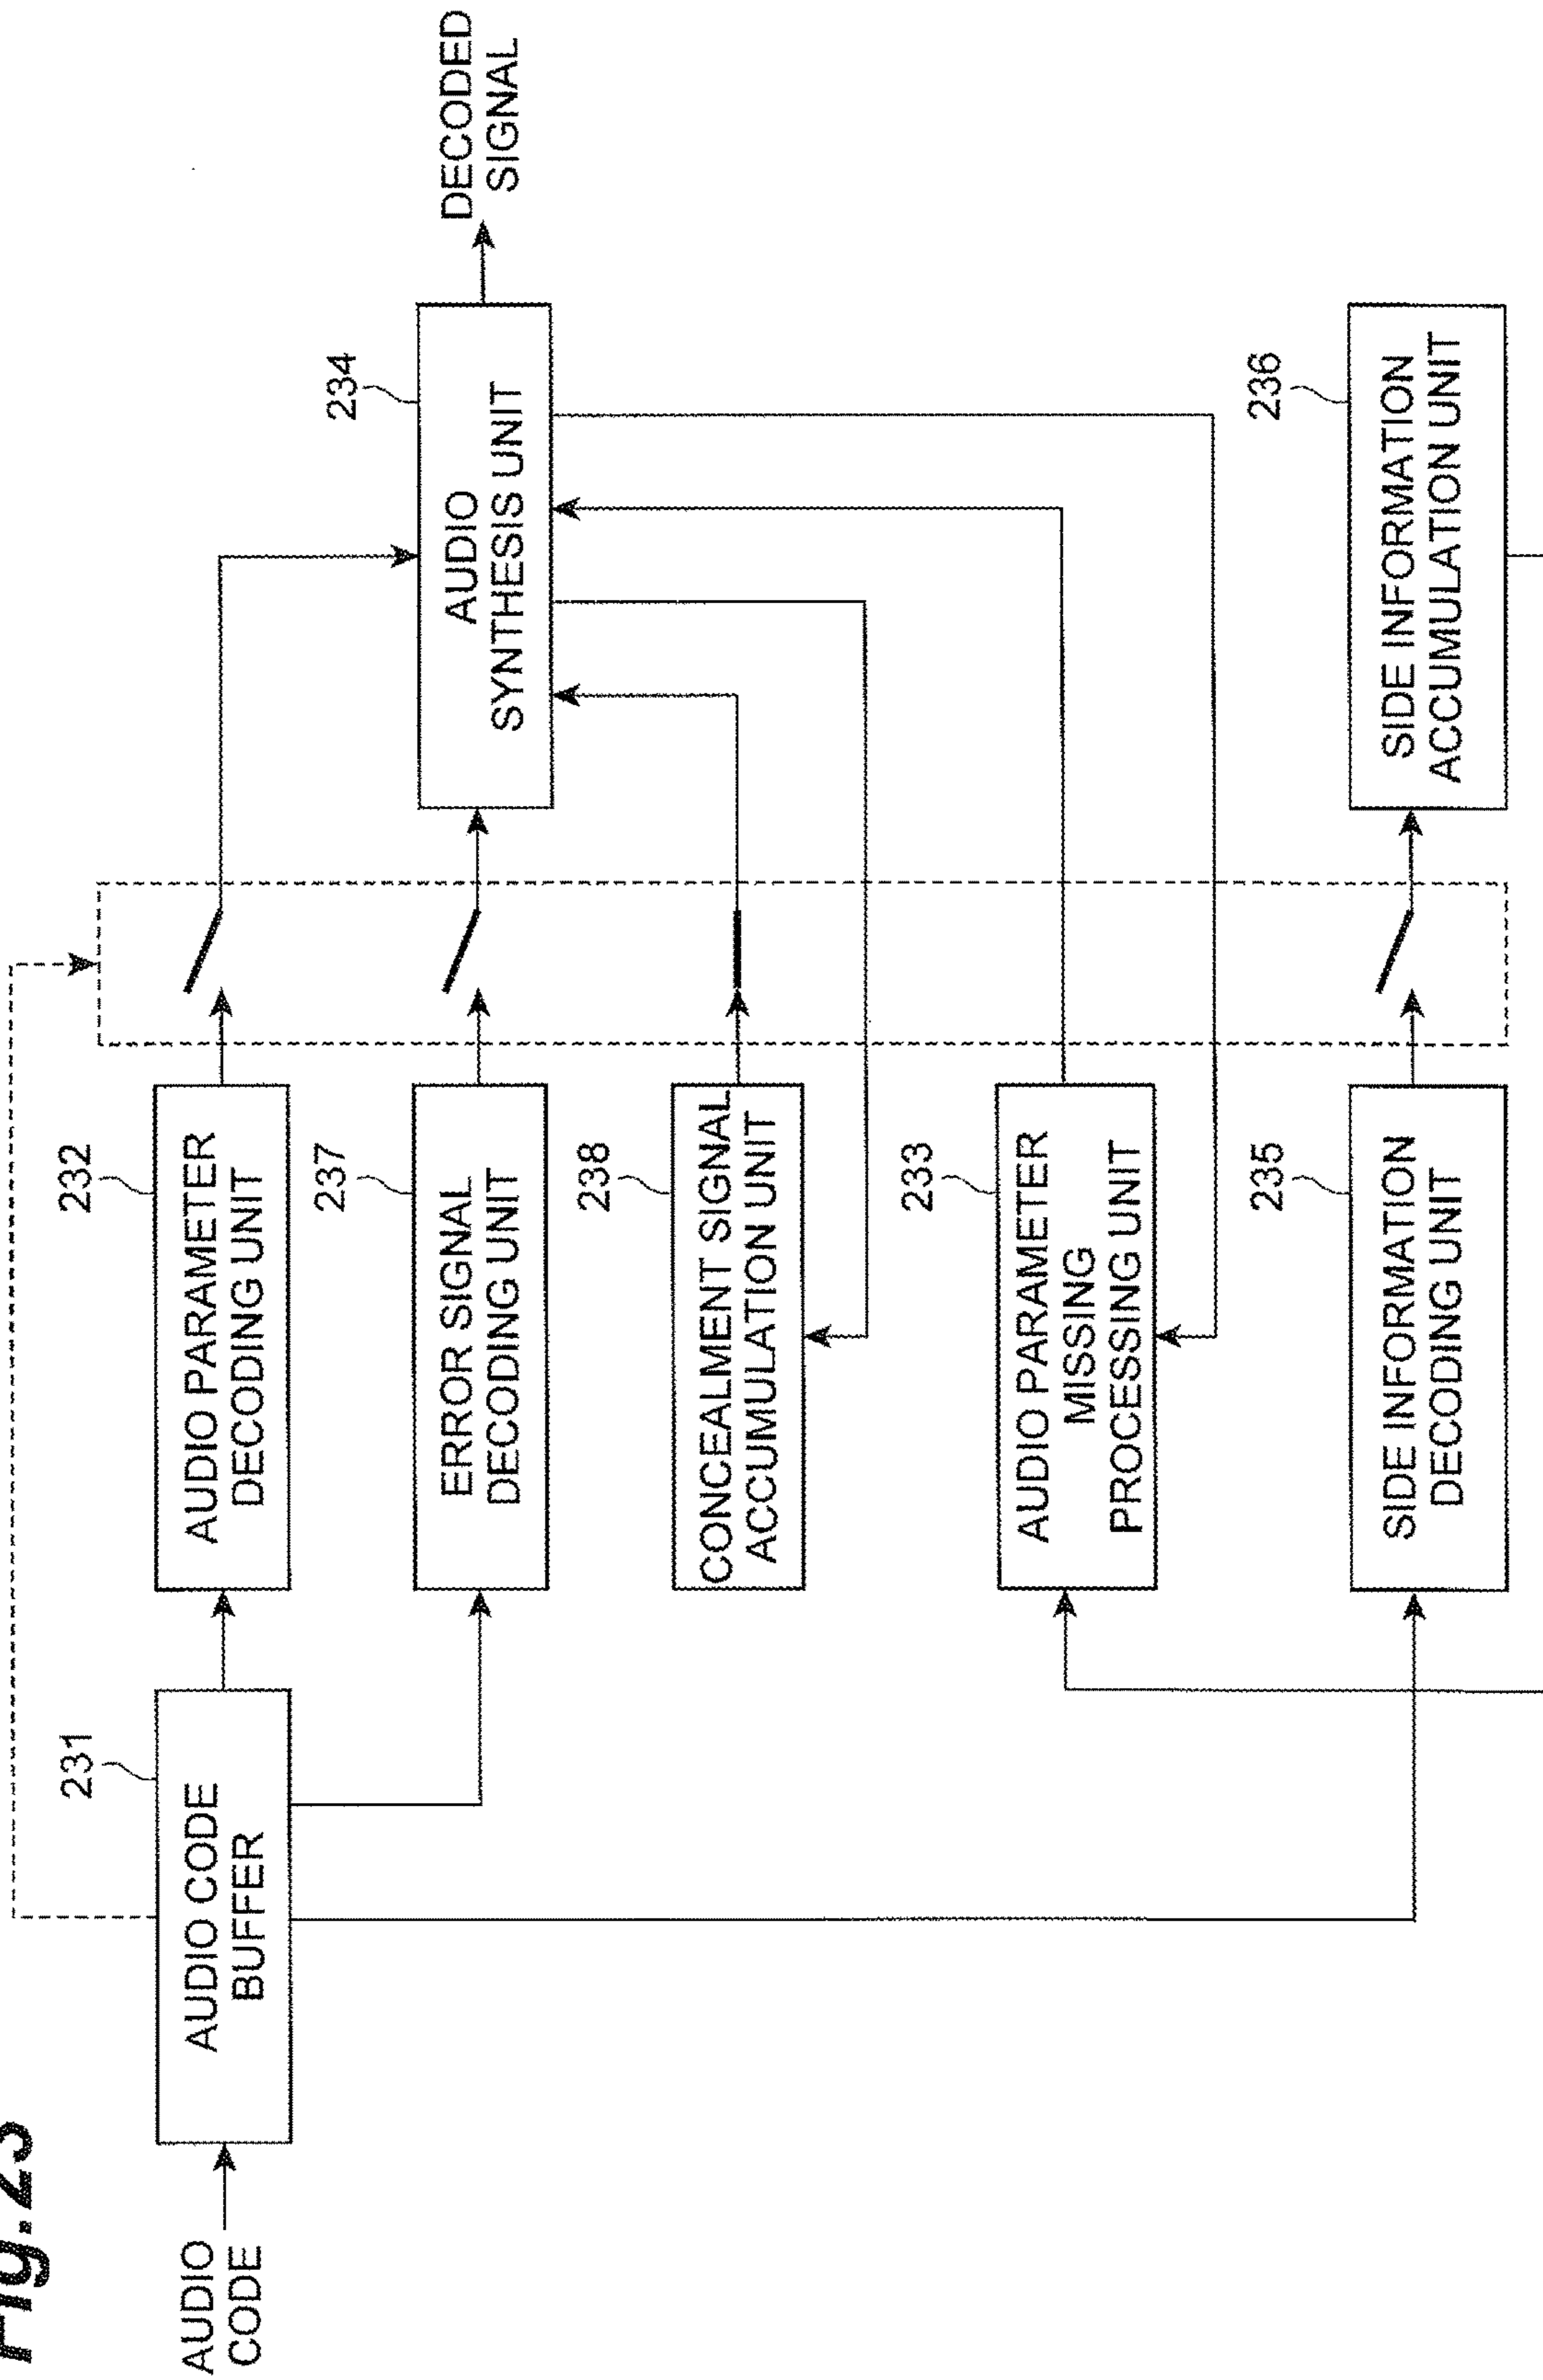 Fig.23
AUDIO
CODE
231
AUDIO CODE
BUFFER
232
AUDIO PARAMETER
DECODING UNIT
237
ERROR SIGNAL
DECODING UNIT
238
CONCEALMENT SIGNAL
ACCUMULATION UNIT
233
AUDIO PARAMETER
MISSING
PROCESSING UNIT
235
SIDE INFORMATION
DECODING UNIT
234
AUDIO
SYNTHESIS UNIT
DECODED
SIGNAL
236
SIDE INFORMATION
ACCUMULATION UNIT